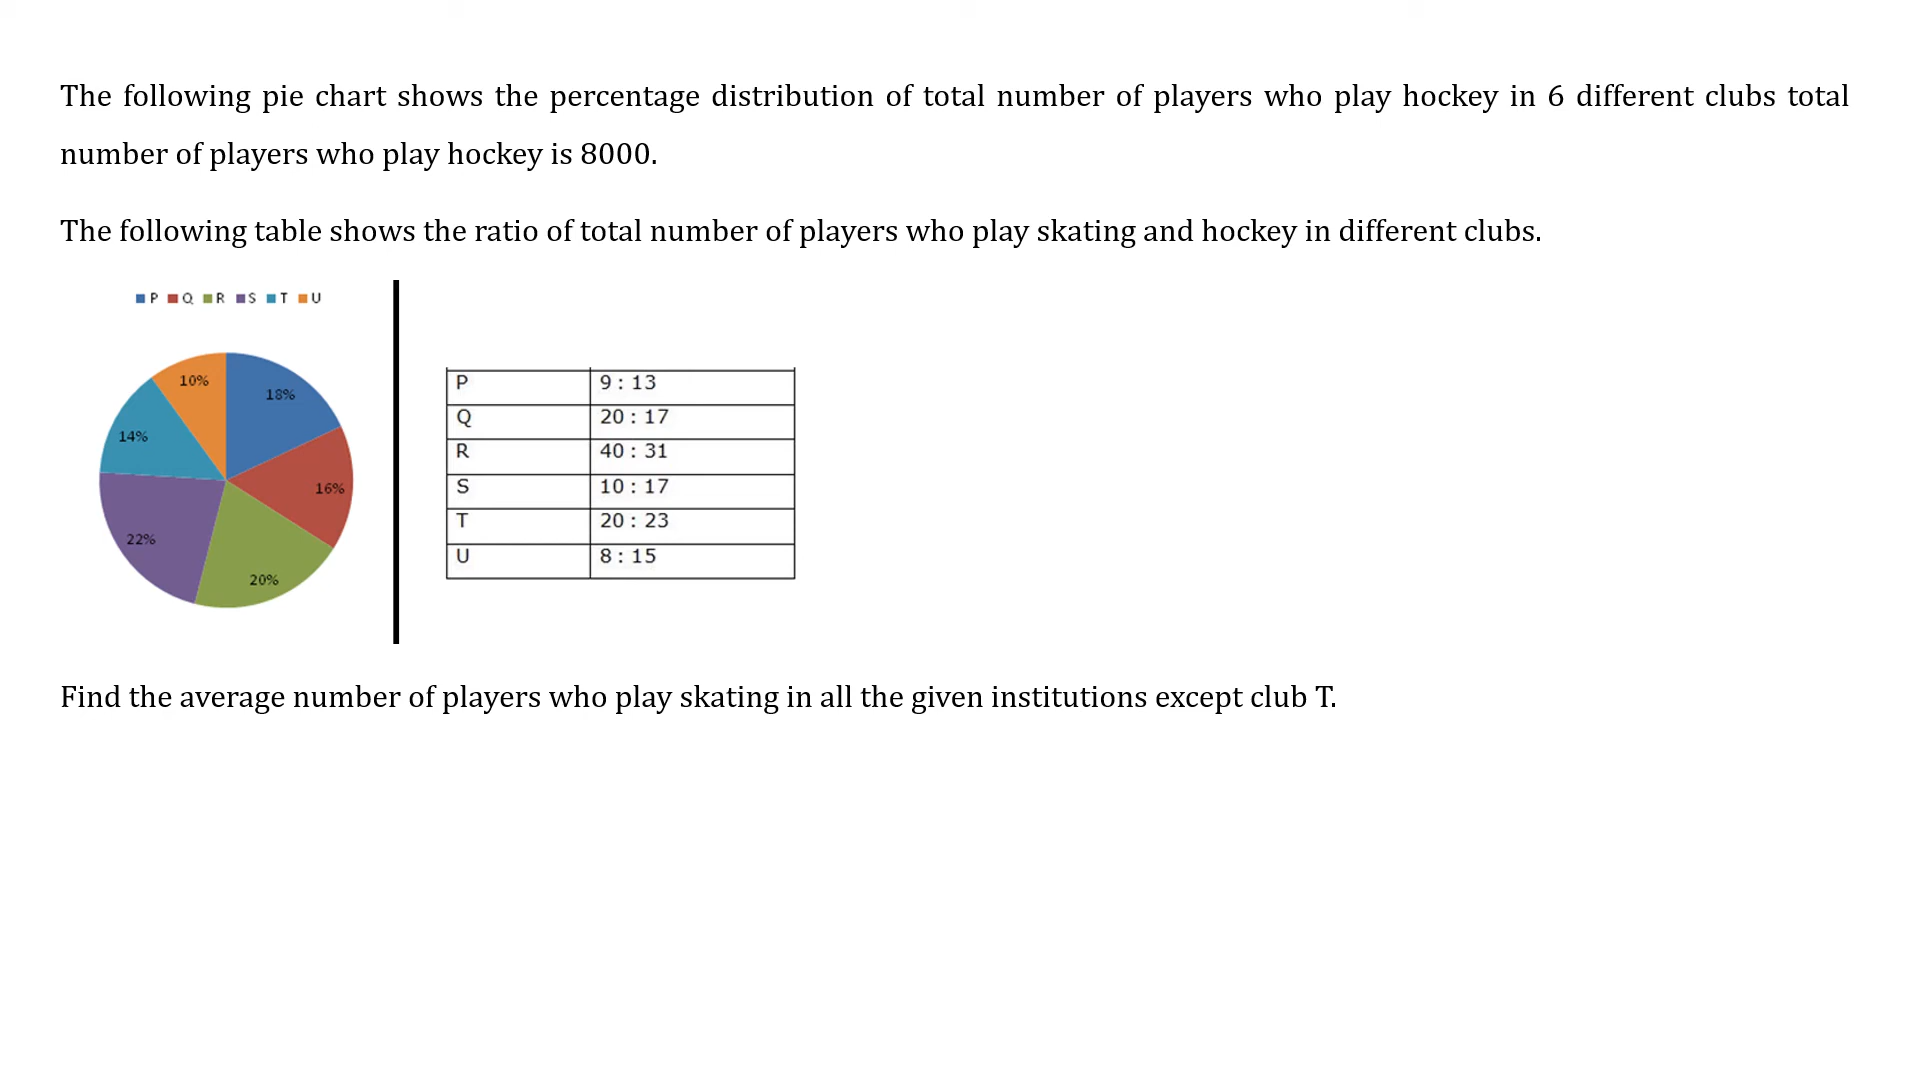 The following pie chart shows the percentage distribution of total number of players who play hockey in 6 different clubs total
number of players who play hockey is 8000.
The following table shows the ratio of total number of players who play skating and hockey in different clubs.
P Q R S T U
10%
18%
14%
16%
22%
20%
P 9 : 13
Q 20 : 17
R 40 : 31
S 10 : 17
T 20 : 23
U 8 : 15
Find the average number of players who play skating in all the given institutions except club T.